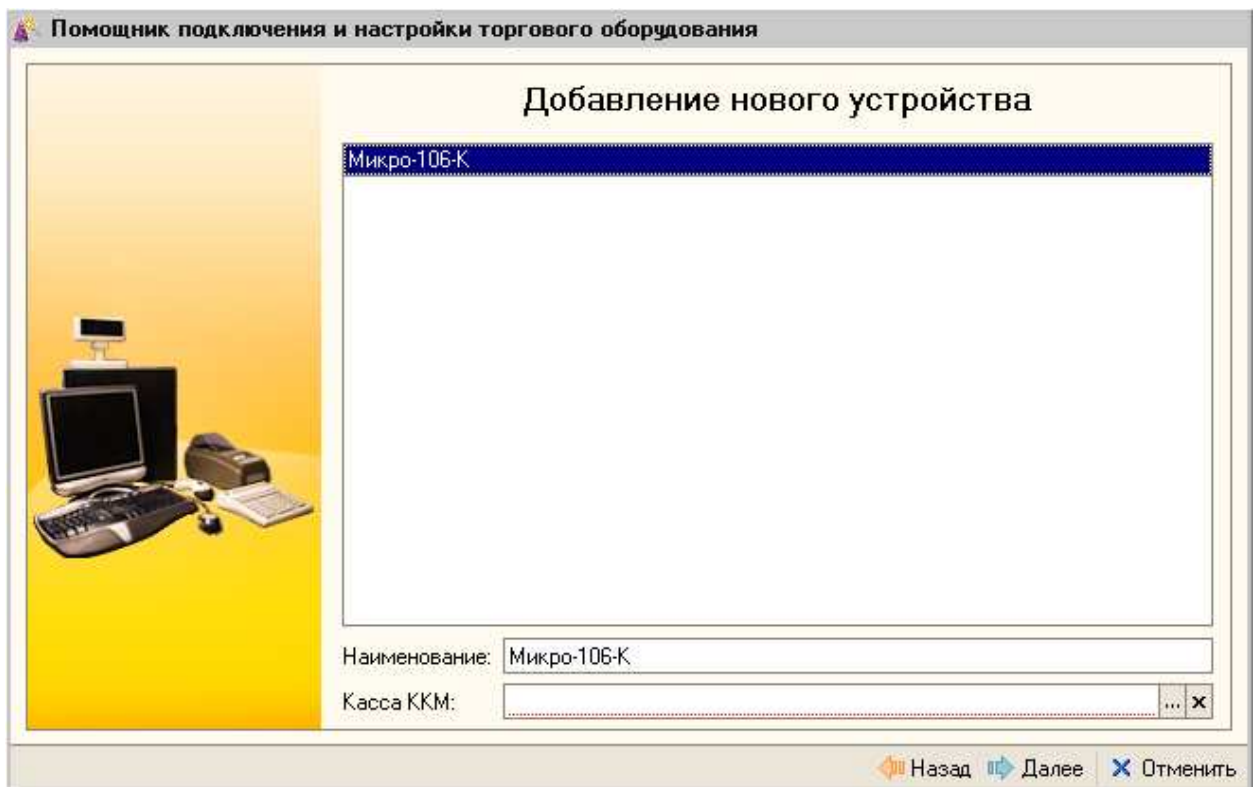 Помощник подключения и настройки торгового оборудования
Добавление нового устройства
Микро-106-К
Наименование: Микро-106-К
Касса ККМ: ... x
Назад Далее Отменить